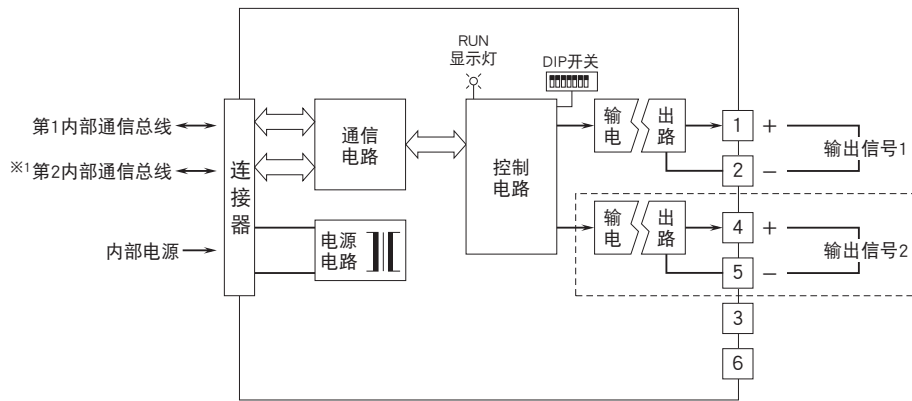 RUN
显示灯
DIP开关
第1内部通信总线
※1第2内部通信总线
内部电源
连接器
通信
电路
电源
电路
控制
电路
输 出
电 路
1 +
2 −
输出信号1
输 出
电 路
4 +
5 −
输出信号2
3
6